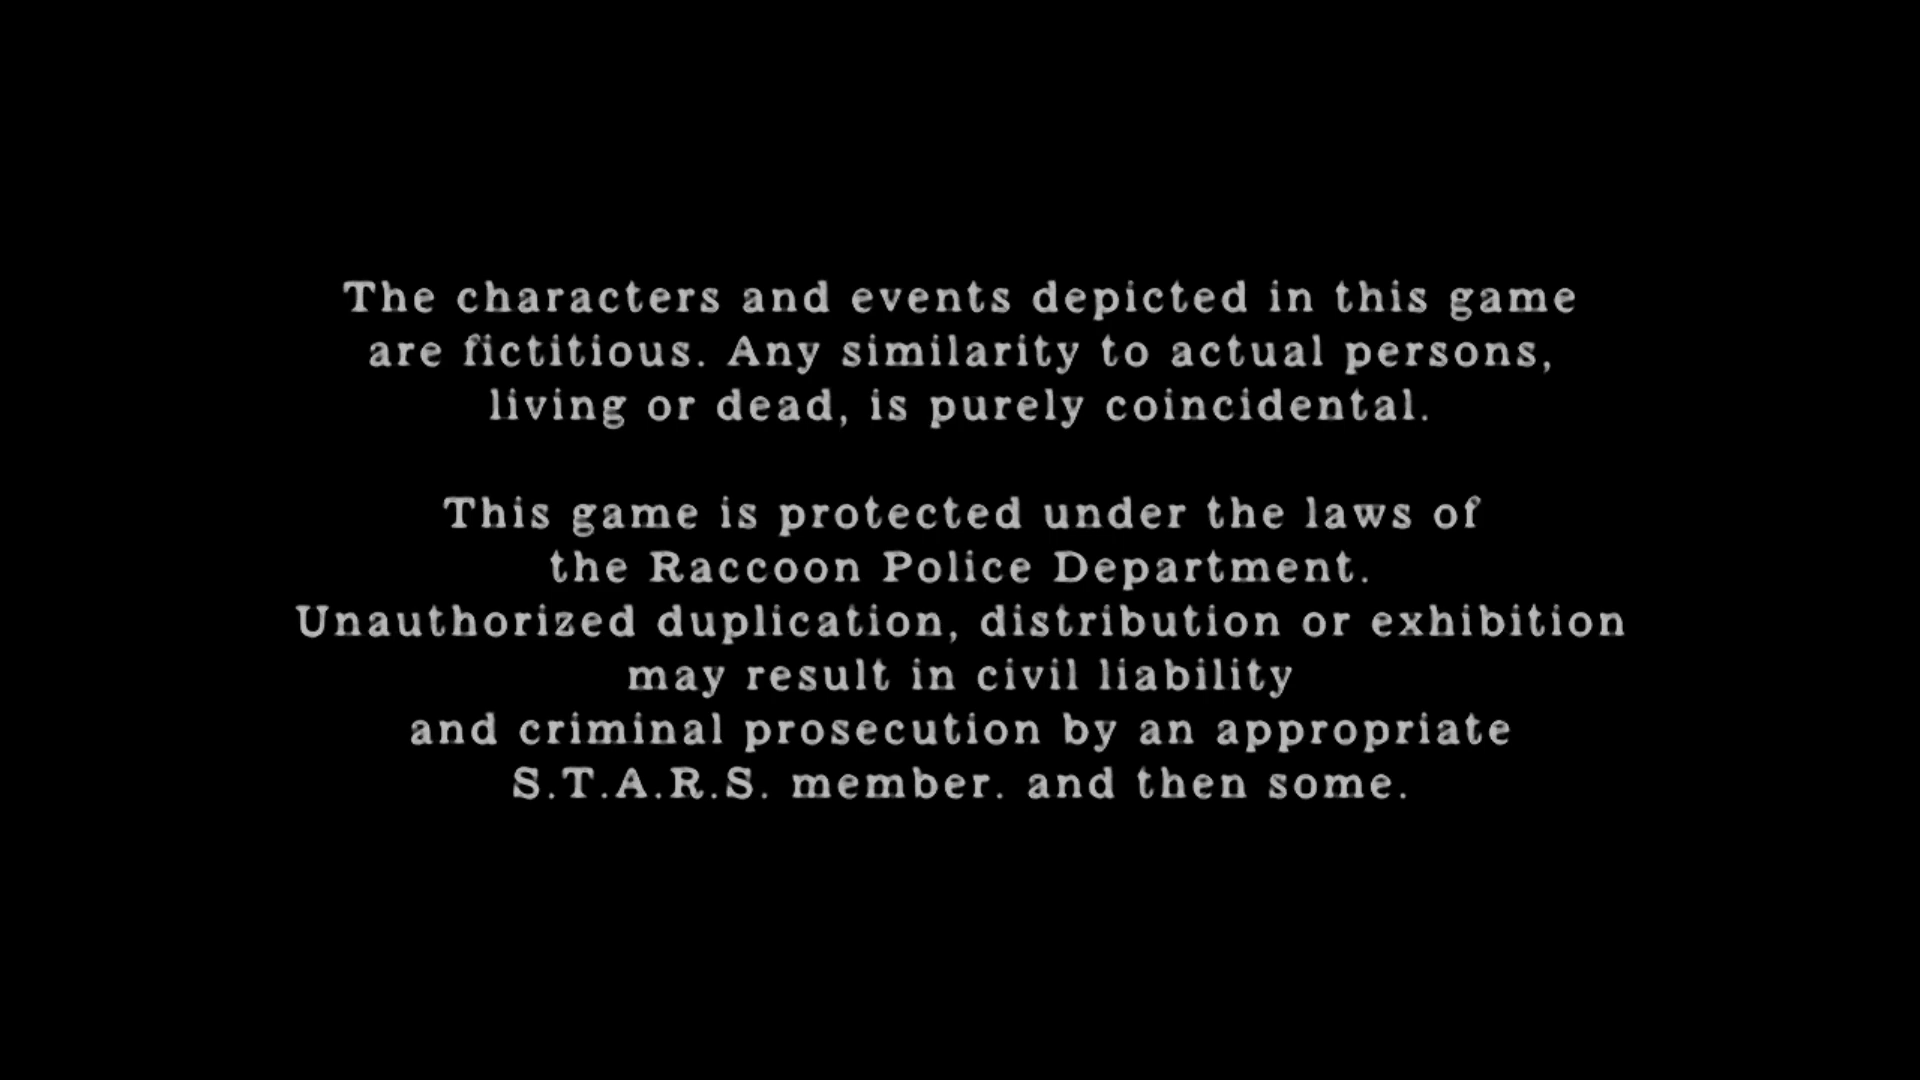 The characters and events depicted in this game
are fictitious. Any similarity to actual persons,
living or dead, is purely coincidental.
This game is protected under the laws of
the Raccoon Police Department.
Unauthorized duplication, distribution or exhibition
may result in civil liability
and criminal prosecution by an appropriate
S.T.A.R.S. member. and then some.